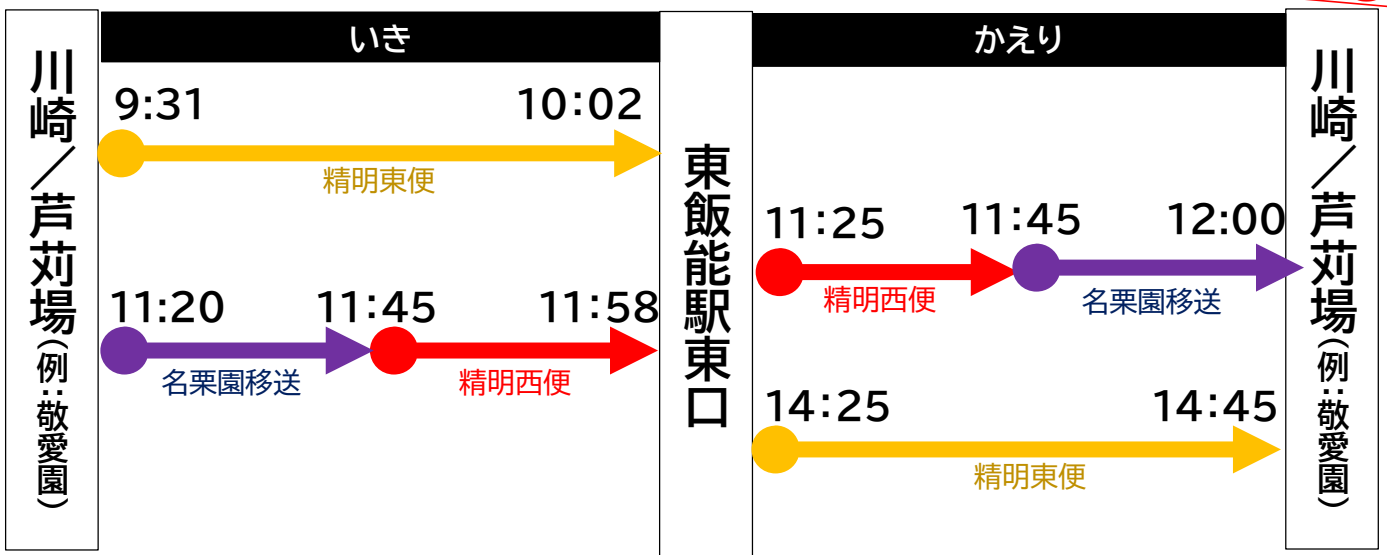 いき
かえり
川崎／芦苅場(例：敬愛園)
9:31
10:02
精明東便
11:20
11:45
11:58
名栗園移送
精明西便
東飯能駅東口
11:25
11:45
12:00
精明西便
名栗園移送
14:25
14:45
精明東便
川崎／芦苅場(例：敬愛園)